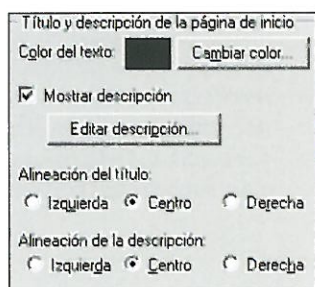 Título y descripción de la página de inicio
Color del texto: Cambiar color...
Mostrar descripción
Editar descripción...
Alineación del título:
Izquierda Centro Derecha
Alineación de la descripción:
Izquierda Centro Derecha